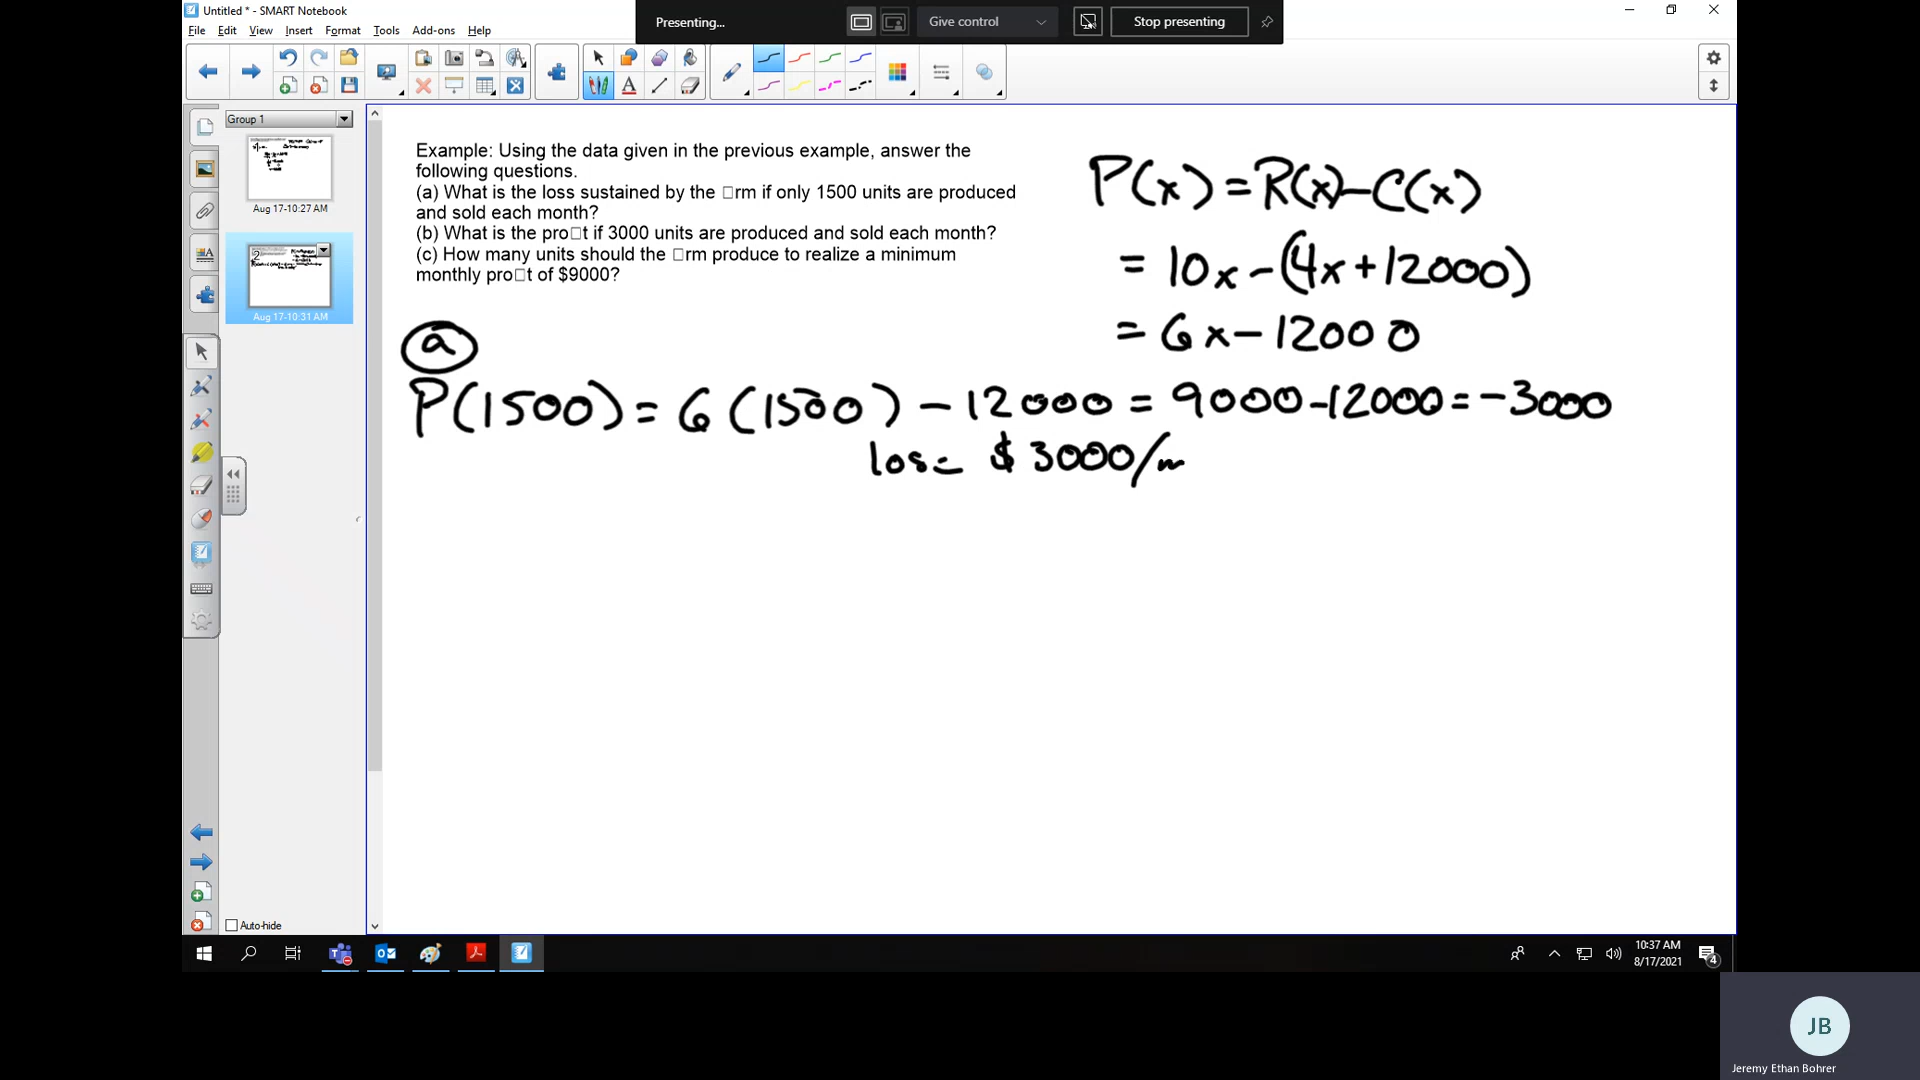 Untitled * - SMART Notebook
Presenting...
Give control
Stop presenting
File Edit View Insert Format Tools Add-ons Help
Group 1
Aug 17-10:27 AM
2
Aug 17-10:31 AM
Auto-hide
Example: Using the data given in the previous example, answer the
following questions.
(a) What is the loss sustained by the □rm if only 1500 units are produced
and sold each month?
(b) What is the pro□t if 3000 units are produced and sold each month?
(c) How many units should the □rm produce to realize a minimum
monthly pro□t of $9000?
P(x) = R(x) - C(x)
= 10x - (4x + 12000)
= 6x - 12000
a
P(1500) = 6(1500) - 12000 = 9000 - 12000 = -3000
los= $3000/m
10:37 AM
8/17/2021
4
JB
Jeremy Ethan Bohrer